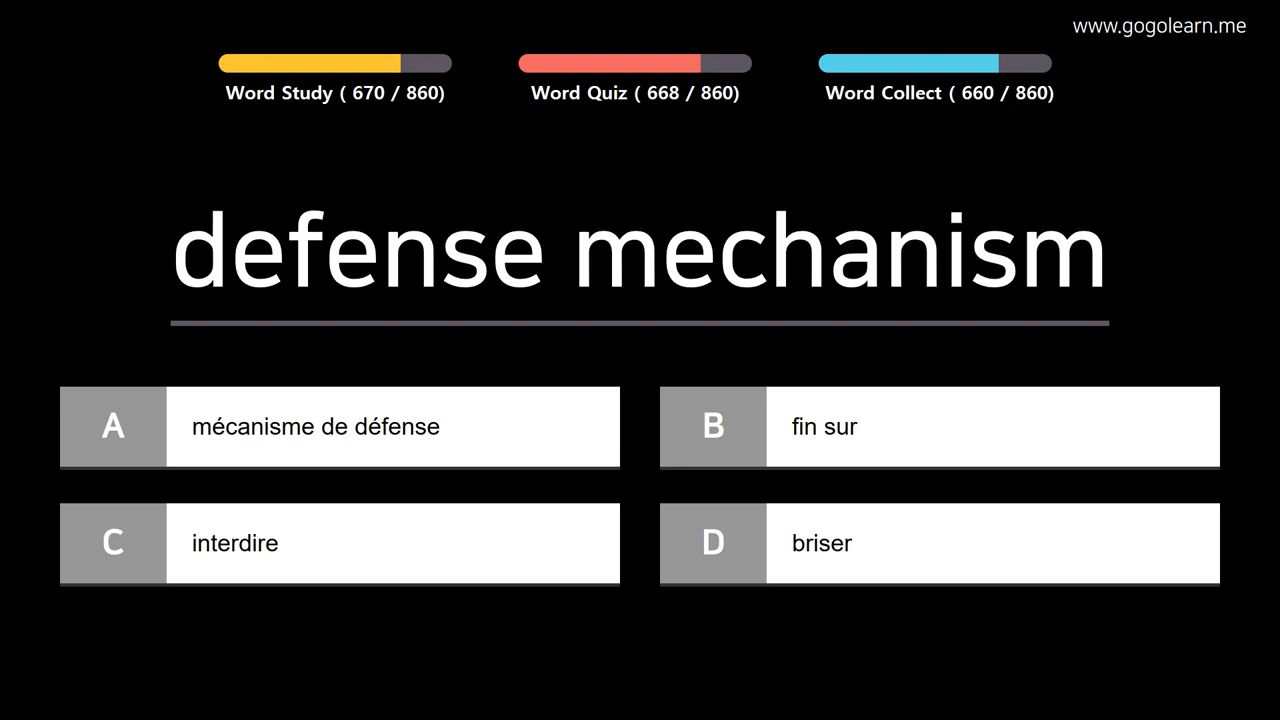 www.gogolearn.me
Word Study ( 670 / 860)
Word Quiz ( 668 / 860)
Word Collect ( 660 / 860)
defense mechanism
A
mécanisme de défense
B
fin sur
C
interdire
D
briser